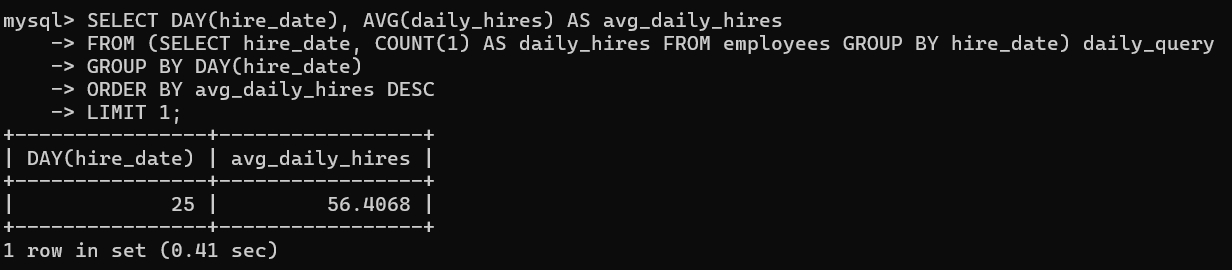 mysql> SELECT DAY(hire_date), AVG(daily_hires) AS avg_daily_hires
    -> FROM (SELECT hire_date, COUNT(1) AS daily_hires FROM employees GROUP BY hire_date) daily_query
    -> GROUP BY DAY(hire_date)
    -> ORDER BY avg_daily_hires DESC
    -> LIMIT 1;
+----------------+-----------------+
| DAY(hire_date) | avg_daily_hires |
+----------------+-----------------+
|             25 |         56.4068 |
+----------------+-----------------+
1 row in set (0.41 sec)